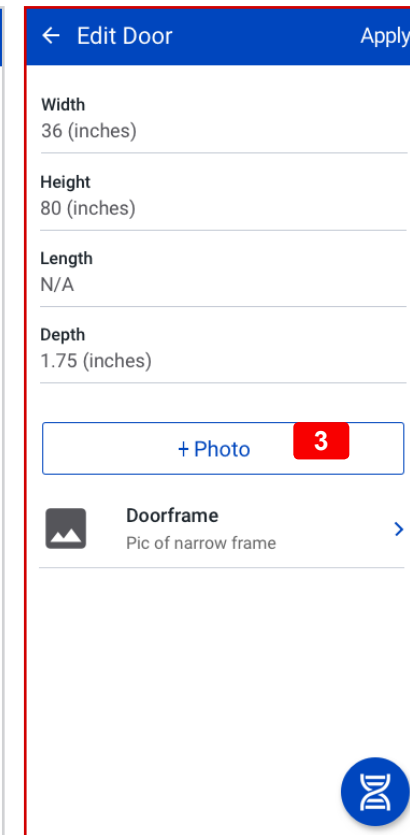 ← Edit Door Apply
Width
36 (inches)
Height
80 (inches)
Length
N/A
Depth
1.75 (inches)
+ Photo 3
Doorframe
Pic of narrow frame